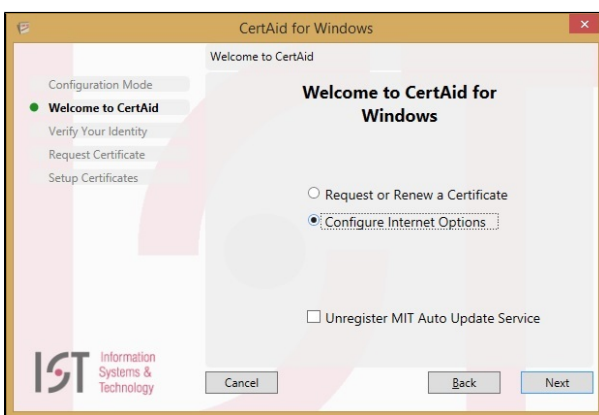 CertAid for Windows
Welcome to CertAid
Configuration Mode
Welcome to CertAid
Verify Your Identity
Request Certificate
Setup Certificates
Welcome to CertAid for
Windows
Request or Renew a Certificate
Configure Internet Options
Unregister MIT Auto Update Service
IST
Information
Systems &
Technology
Cancel
Back
Next